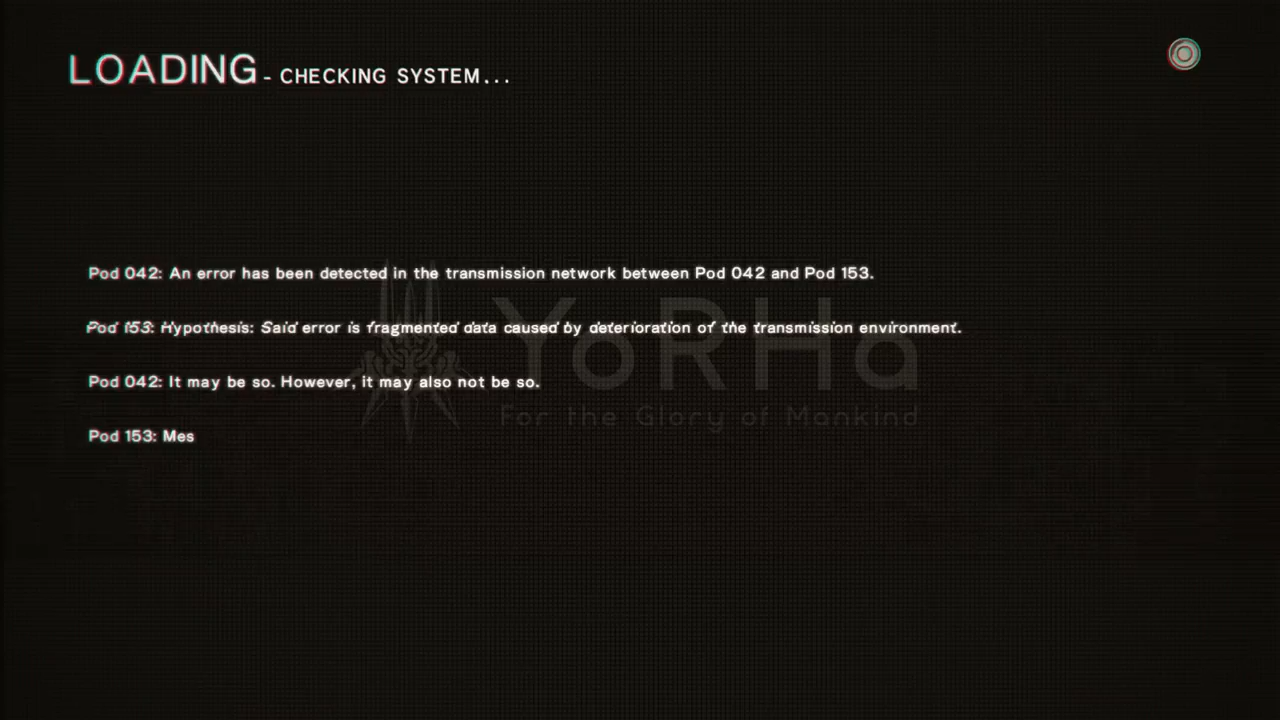 LOADING - CHECKING SYSTEM...
Pod 042: An error has been detected in the transmission network between Pod 042 and Pod 153.
Pod 153: Hypothesis: Said error is fragmented data caused by deterioration of the transmission environment.
Pod 042: It may be so. However, it may also not be so.
Pod 153: Mes
YoRHa
For the Glory of Mankind